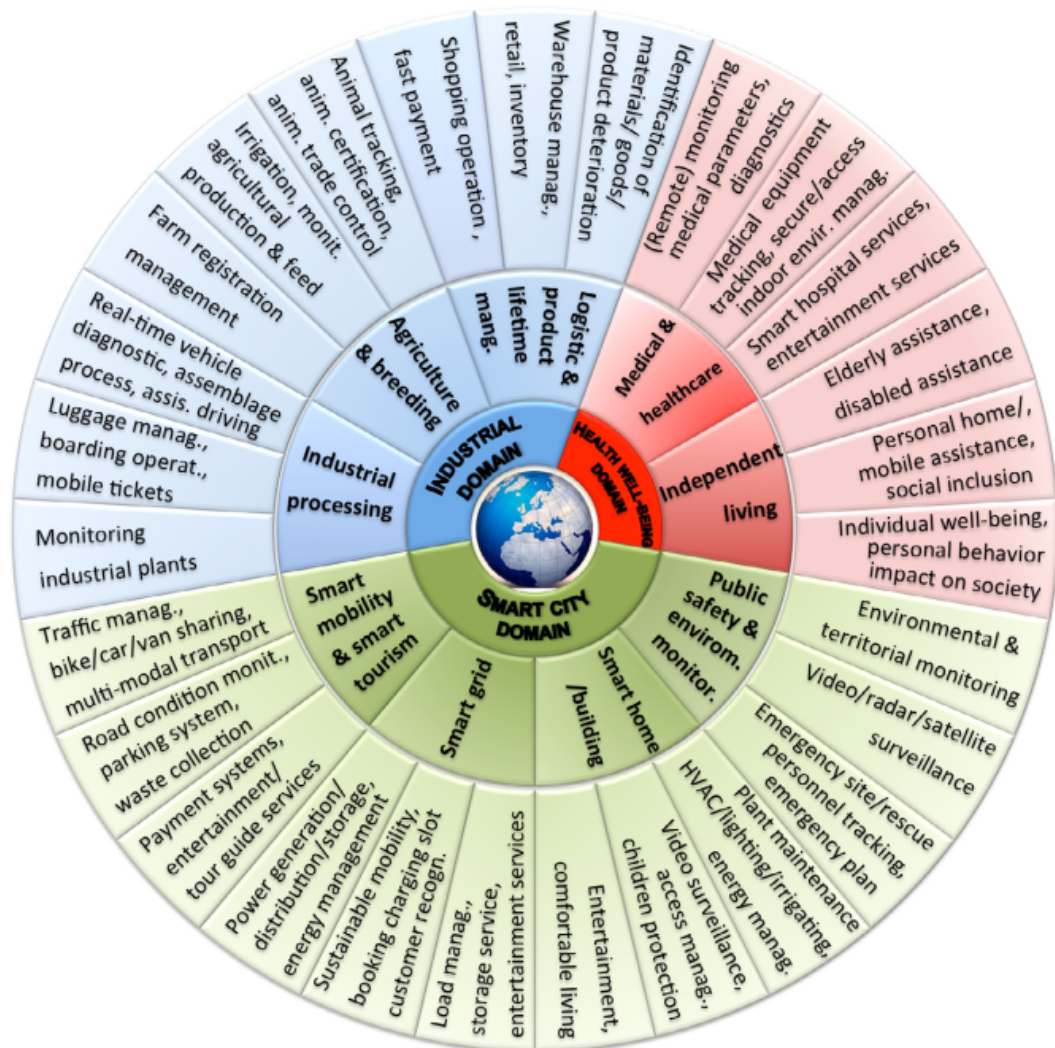 INDUSTRIAL
DOMAIN
HEALTH WELL-BEING
DOMAIN
SMART CITY
DOMAIN
Logistic &
product
lifetime
mang.
Medical &
healthcare
Independent
living
Public
safety &
environ.
monitor.
Smart home
/building
Smart grid
Smart
mobility
& smart
tourism
Industrial
processing
Agriculture
& breeding
Identification of
materials/ goods/
product deterioration
(Remote) monitoring
medical parameters,
diagnostics
Medical equipment
tracking, secure/access
indoor envir. manag.
Smart hospital services,
entertainment services
Elderly assistance,
disabled assistance
Personal home/,
mobile assistance,
social inclusion
Individual well-being,
personal behavior
impact on society
Environmental &
territorial monitoring
Video/radar/satellite
surveillance
Emergency site/rescue
personnel tracking,
emergency plan
Plant maintenance
HVAC/lighting/irrigating,
energy manag.
Video surveillance,
access manag.,
children protection
Entertainment,
comfortable living
Load manag.,
storage service,
entertainment services
Sustainable mobility,
booking charging slot
customer recogn.
Power generation/
distribution/storage,
energy management
Payment systems,
entertainment/
tour guide services
Road condition monit.,
parking system,
waste collection
Traffic manag.,
bike/car/van sharing,
multi-modal transport
Monitoring
industrial plants
Luggage manag.,
boarding operat.,
mobile tickets
Real-time vehicle
diagnostic, assemblage
process, assis. driving
Farm registration
management
Irrigation, monit.
agricultural
production & feed
Animal tracking,
anim. certification,
anim. trade control
Shopping operation ,
fast payment
Warehouse manag.,
retail, inventory